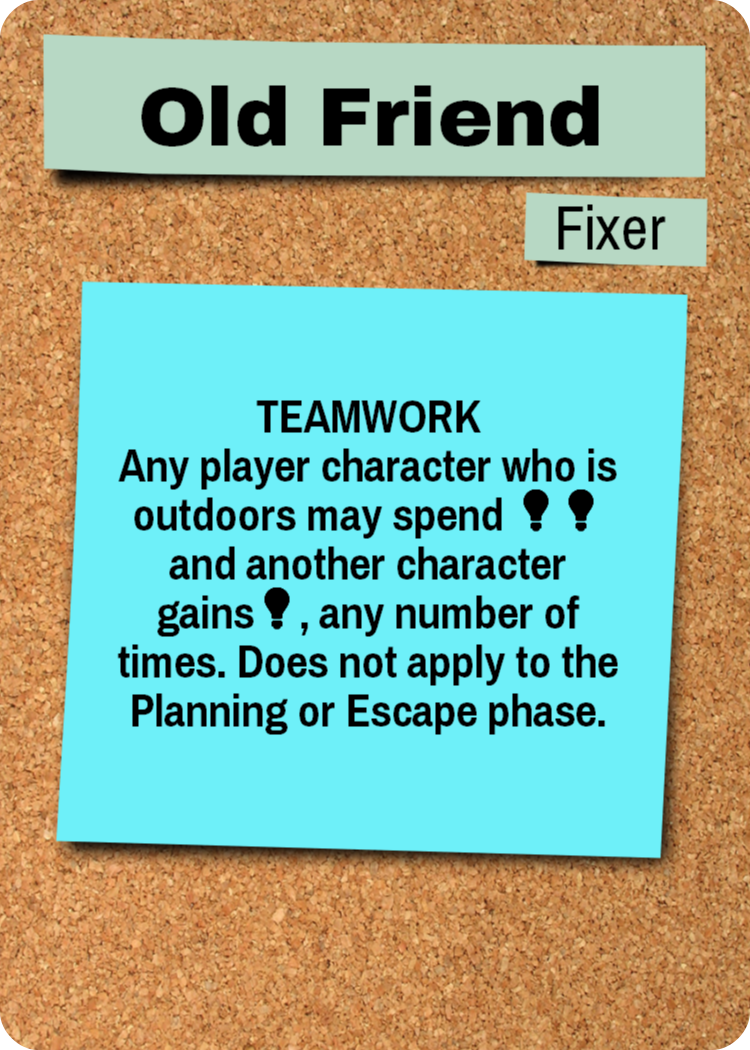 Old Friend
Fixer
TEAMWORK
Any player character who is
outdoors may spend
and another character
gains , any number of
times. Does not apply to the
Planning or Escape phase.